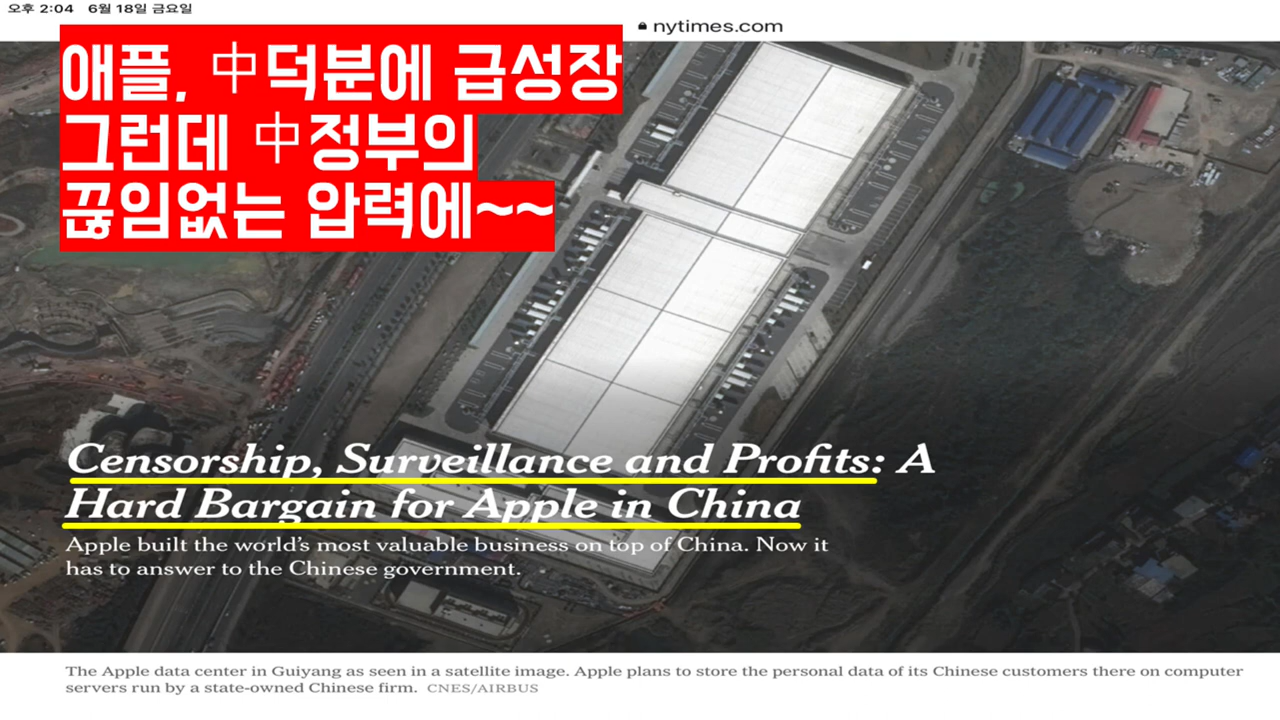 오후 2:04 6월 18일 금요일
nytimes.com
애플, 中덕분에 급성장
그런데 中정부의
끊임없는 압력에~~
Censorship, Surveillance and Profits: A
Hard Bargain for Apple in China
Apple built the world's most valuable business on top of China. Now it
has to answer to the Chinese government.
The Apple data center in Guiyang as seen in a satellite image. Apple plans to store the personal data of its Chinese customers there on computer
servers run by a state-owned Chinese firm. CNES/AIRBUS